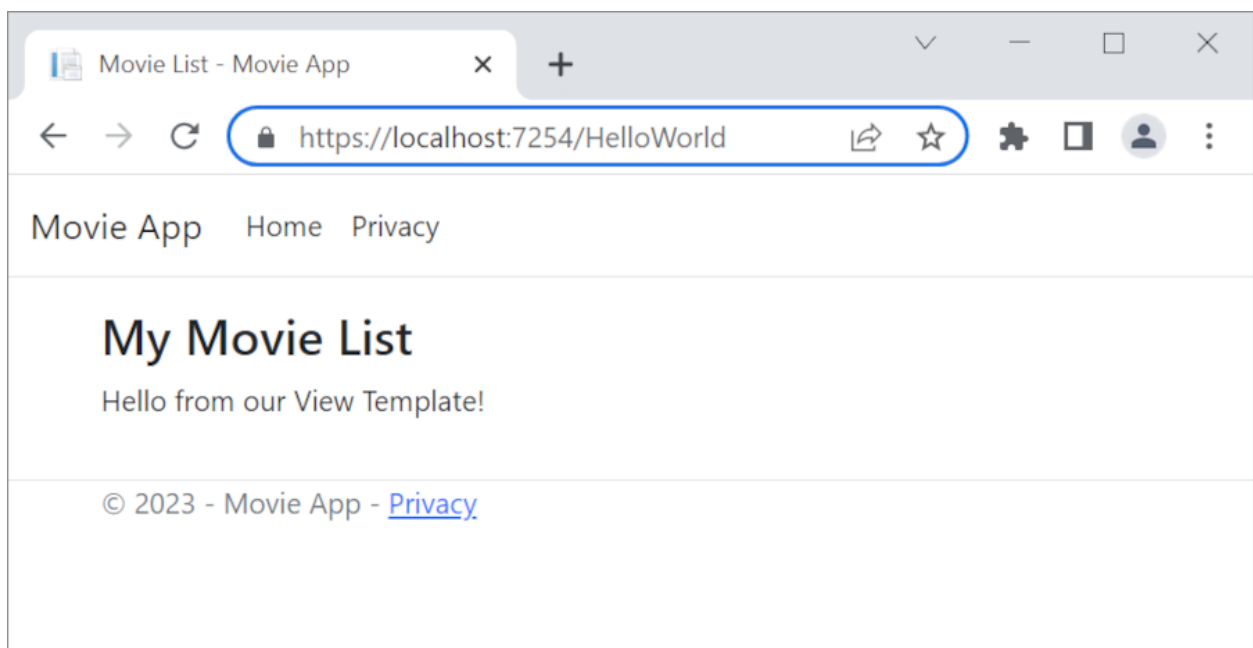 Movie List - Movie App
https://localhost:7254/HelloWorld
Movie App Home Privacy
My Movie List
Hello from our View Template!
© 2023 - Movie App - Privacy